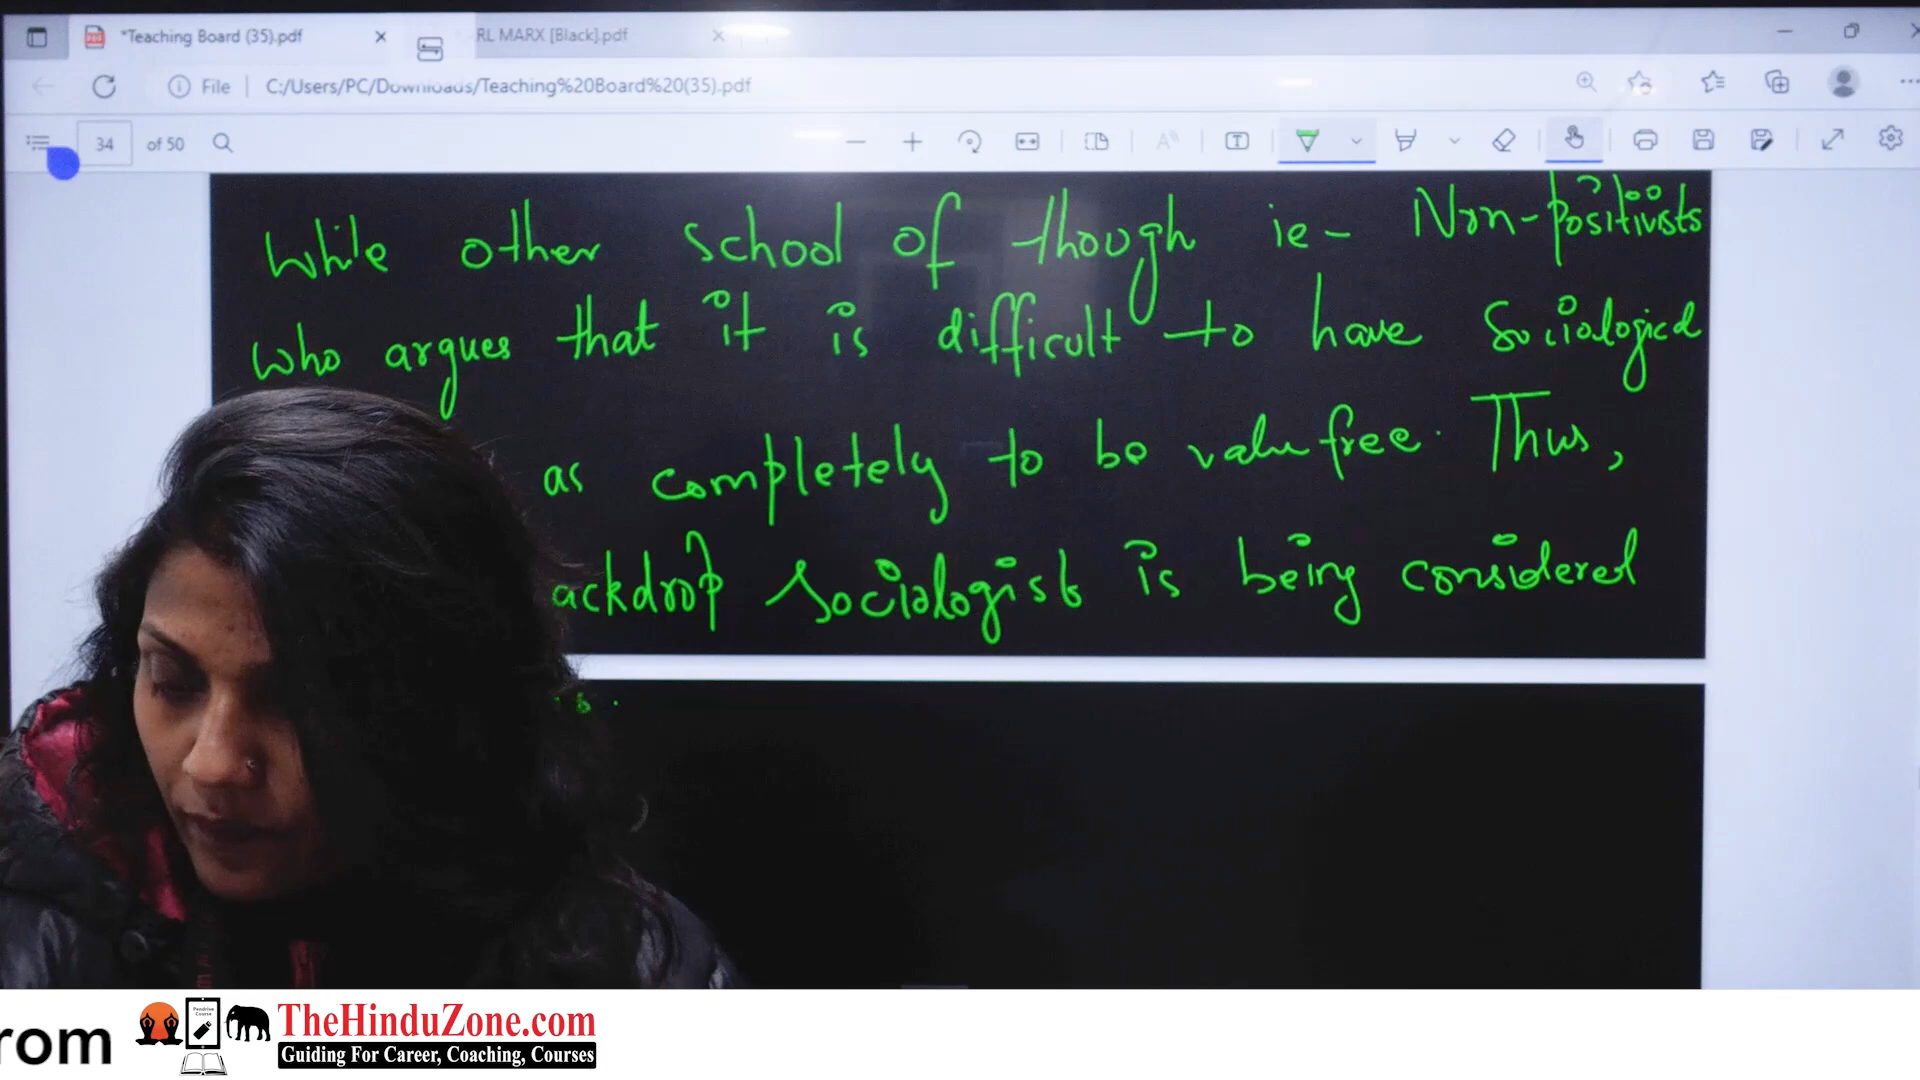 *Teaching Board (35).pdf
RL MARX [Black].pdf
File C:/Users/PC/Downloads/Teaching%20Board%20(35).pdf
34 of 50
While other school of though ie- Non-positivists
who argues that it is difficult to have Sociological
as completely to be value free. Thus,
ackdrop sociologists is being considered
rom
TheHinduZone.com
Guiding For Career, Coaching, Courses